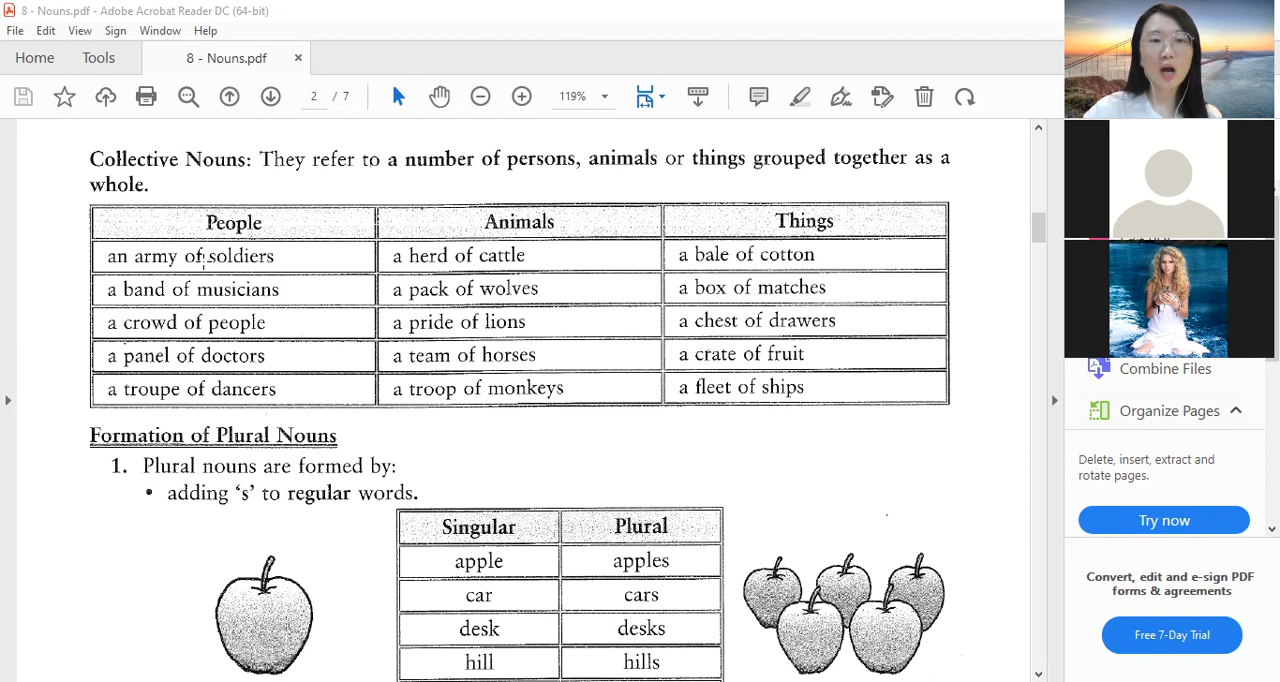 8 - Nouns.pdf - Adobe Acrobat Reader DC (64-bit)
File Edit View Sign Window Help
Home Tools 8 - Nouns.pdf ×
2 / 7 119%
Collective Nouns: They refer to a number of persons, animals or things grouped together as a
whole.
People Animals Things
an army of soldiers a herd of cattle a bale of cotton
a band of musicians a pack of wolves a box of matches
a crowd of people a pride of lions a chest of drawers
a panel of doctors a team of horses a crate of fruit
a troupe of dancers a troop of monkeys a fleet of ships
Formation of Plural Nouns
1. Plural nouns are formed by:
• adding ‘s’ to regular words.
Singular Plural
apple apples
car cars
desk desks
hill hills
Combine Files
Organize Pages
Delete, insert, extract and
rotate pages.
Try now
Convert, edit and e-sign PDF
forms & agreements
Free 7-Day Trial